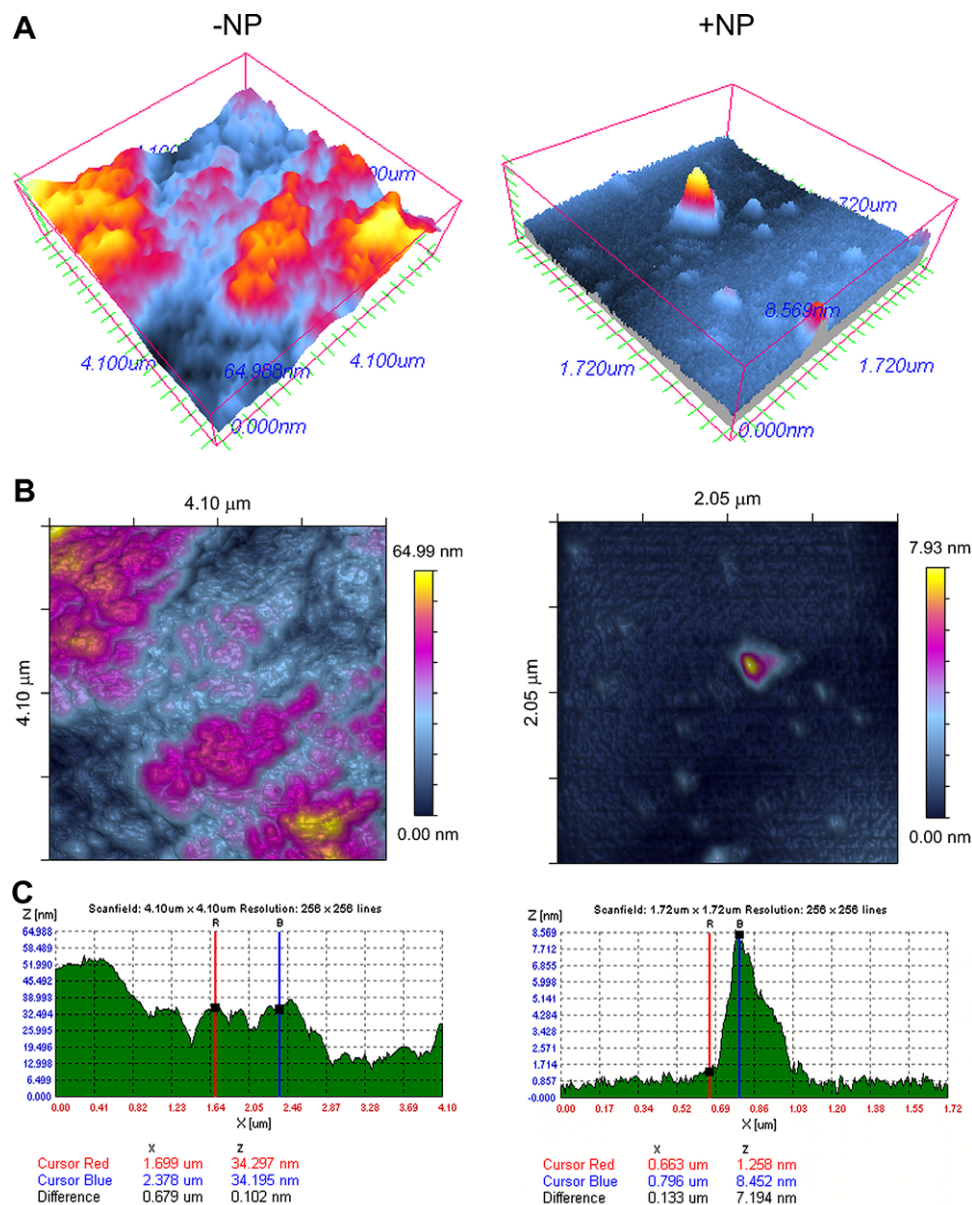 A
-NP
+NP
4.100um
4.100um
64.988nm
0.000nm
.720um
8.569nm
1.720um
1.720um
0.000nm
B
4.10 μm
64.99 nm
4.10 μm
0.00 nm
2.05 μm
7.93 nm
2.05 μm
0.00 nm
C
Scanfield: 4.10um x 4.10um Resolution: 256 x 256 lines
Z [nm]
R
B
64.988
58.489
51.990
45.492
38.993
32.494
25.995
19.496
12.998
6.499
0.000
0.00 0.41 0.82 1.23 1.64 2.05 2.46 2.87 3.28 3.69 4.10
X [um]
x z
Cursor Red 1.699 um 34.297 nm
Cursor Blue 2.378 um 34.195 nm
Difference 0.679 um 0.102 nm
Scanfield: 1.72um x 1.72um Resolution: 256 x 256 lines
Z [nm]
R
B
8.569
7.712
6.855
5.998
5.141
4.284
3.428
2.571
1.714
0.857
-0.000
0.00 0.17 0.34 0.52 0.69 0.86 1.03 1.20 1.38 1.55 1.72
X [um]
x z
Cursor Red 0.663 um 1.258 nm
Cursor Blue 0.796 um 8.452 nm
Difference 0.133 um 7.194 nm